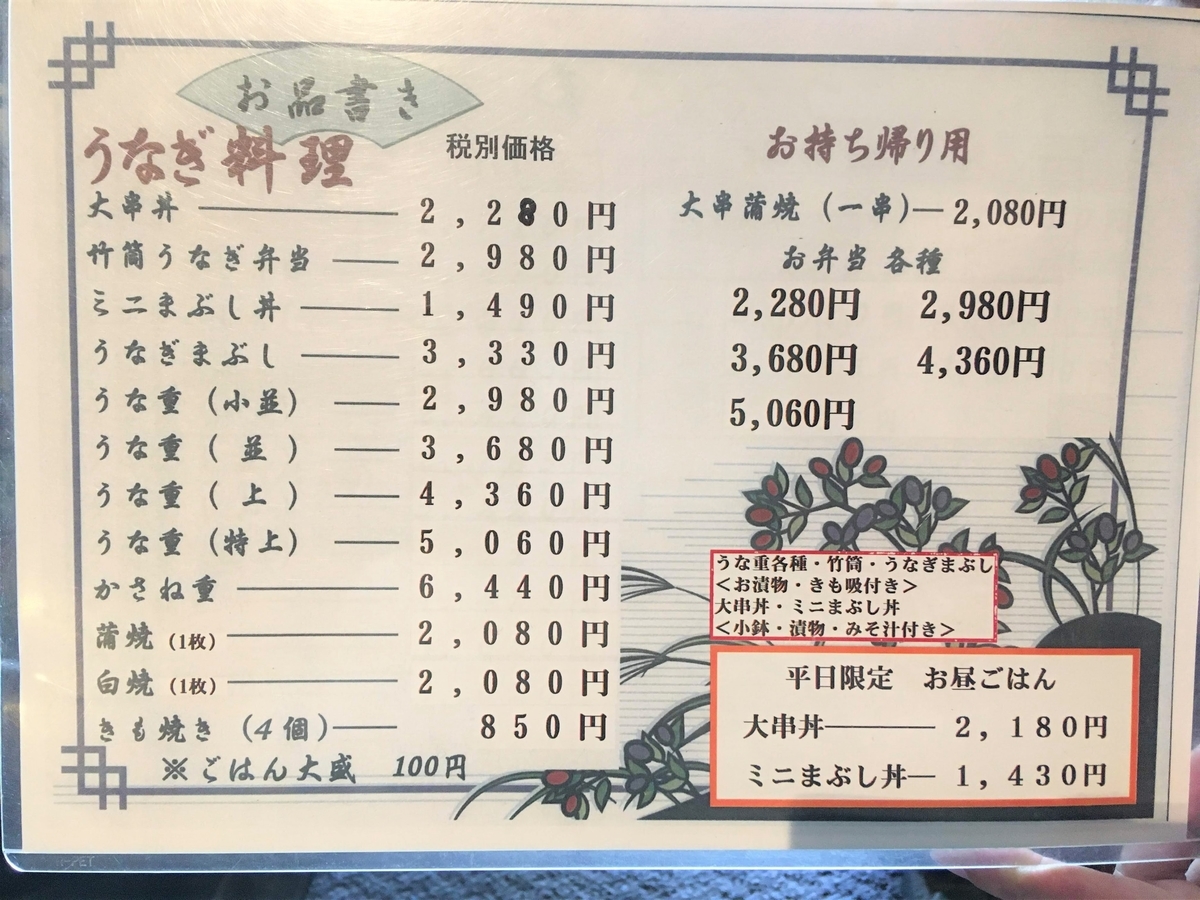 お品書き
うなぎ料理 税別価格
大串丼 2,280円
竹筒うなぎ弁当 2,980円
ミニまぶし丼 1,490円
うなぎまぶし 3,330円
うな重(小並) 2,980円
うな重(並) 3,680円
うな重(上) 4,360円
うな重(特上) 5,060円
かさね重 6,440円
蒲焼(1枚) 2,080円
白焼(1枚) 2,080円
きも焼き(4個) 850円
※ごはん大盛 100円
お持ち帰り用
大串蒲焼(一串) 2,080円
お弁当 各種
2,280円 2,980円
3,680円 4,360円
5,060円
うな重各種・竹筒・うなぎまぶし
<お漬物・きも吸付き>
大串丼・ミニまぶし丼
<小鉢・漬物・みそ汁付き>
平日限定 お昼ごはん
大串丼 2,180円
ミニまぶし丼 1,430円